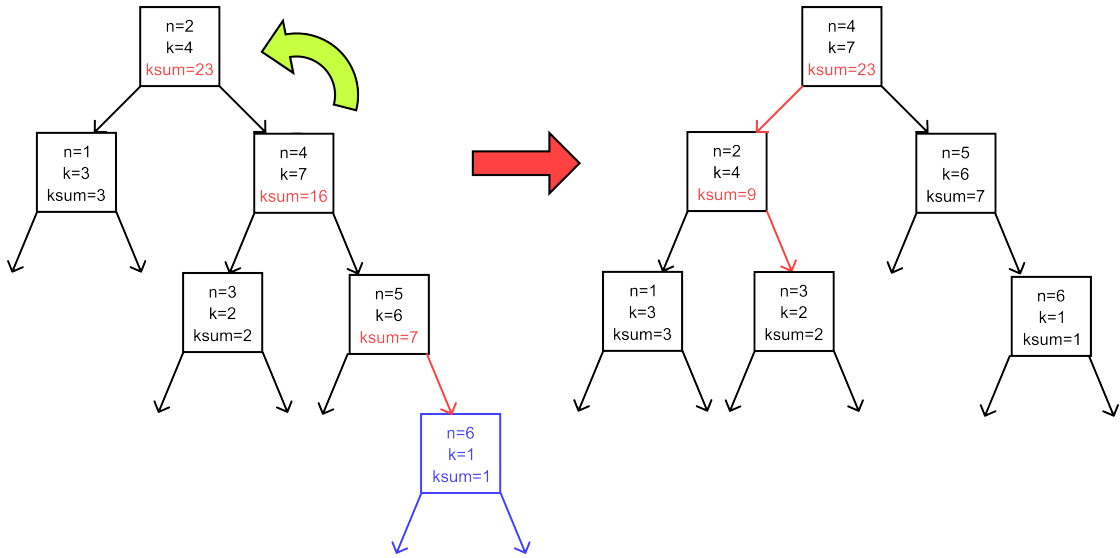 n=2
k=4
ksum=23
n=1
k=3
ksum=3
n=4
k=7
ksum=16
n=3
k=2
ksum=2
n=5
k=6
ksum=7
n=6
k=1
ksum=1
n=4
k=7
ksum=23
n=2
k=4
ksum=9
n=5
k=6
ksum=7
n=1
k=3
ksum=3
n=3
k=2
ksum=2
n=6
k=1
ksum=1